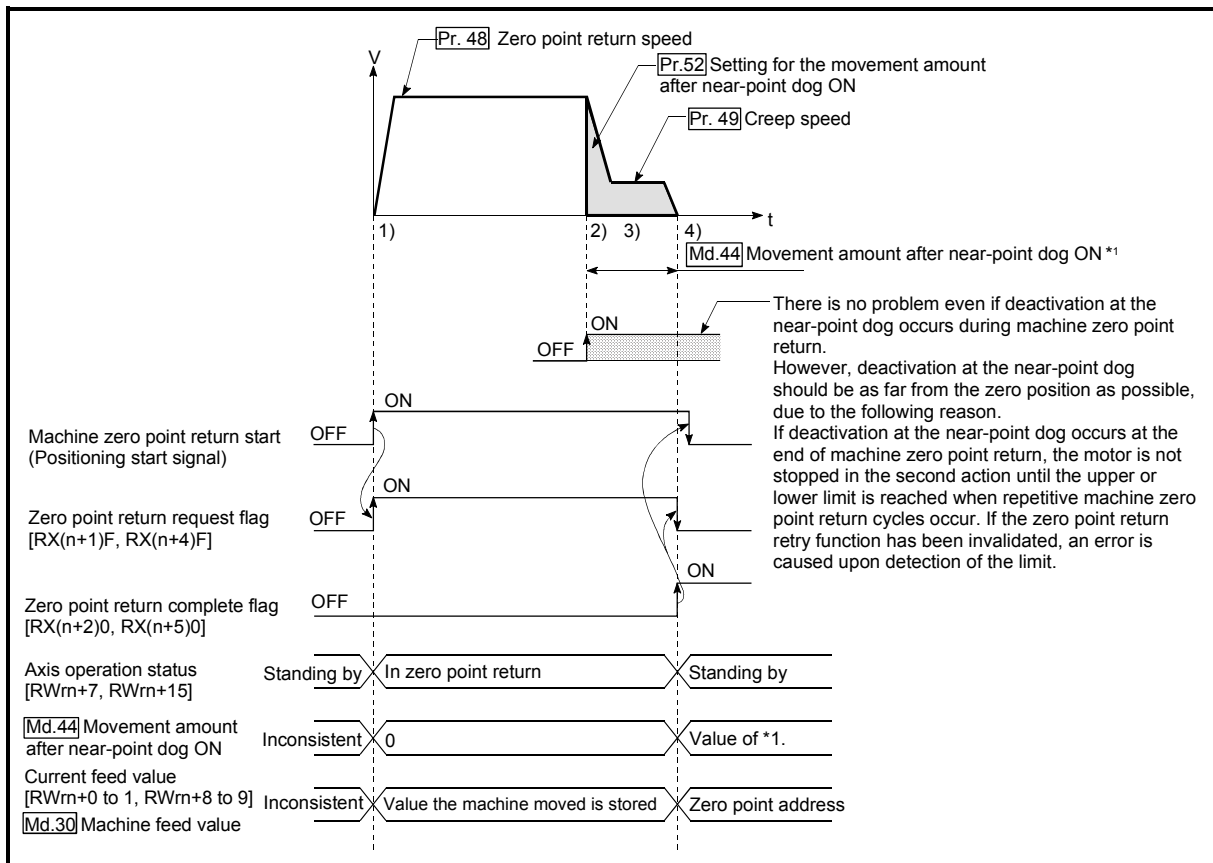 Pr. 48 Zero point return speed
V
Pr.52 Setting for the movement amount
after near-point dog ON
Pr. 49 Creep speed
t
1) 2) 3) 4)
Md.44 Movement amount after near-point dog ON *1
There is no problem even if deactivation at the
near-point dog occurs during machine zero point
return.
However, deactivation at the near-point dog
should be as far from the zero position as possible,
due to the following reason.
If deactivation at the near-point dog occurs at the
end of machine zero point return, the motor is not
stopped in the second action until the upper or
lower limit is reached when repetitive machine zero
point return cycles occur. If the zero point return
retry function has been invalidated, an error is
caused upon detection of the limit.
ON
OFF
ON
Machine zero point return start
(Positioning start signal)
OFF
ON
Zero point return request flag
[RX(n+1)F, RX(n+4)F]
OFF
ON
Zero point return complete flag
[RX(n+2)0, RX(n+5)0]
OFF
Axis operation status
[RWrn+7, RWrn+15]
Standing by In zero point return Standing by
Md.44 Movement amount
after near-point dog ON
Inconsistent 0 Value of *1.
Current feed value
[RWrn+0 to 1, RWrn+8 to 9]
Md.30 Machine feed value
Inconsistent Value the machine moved is stored Zero point address